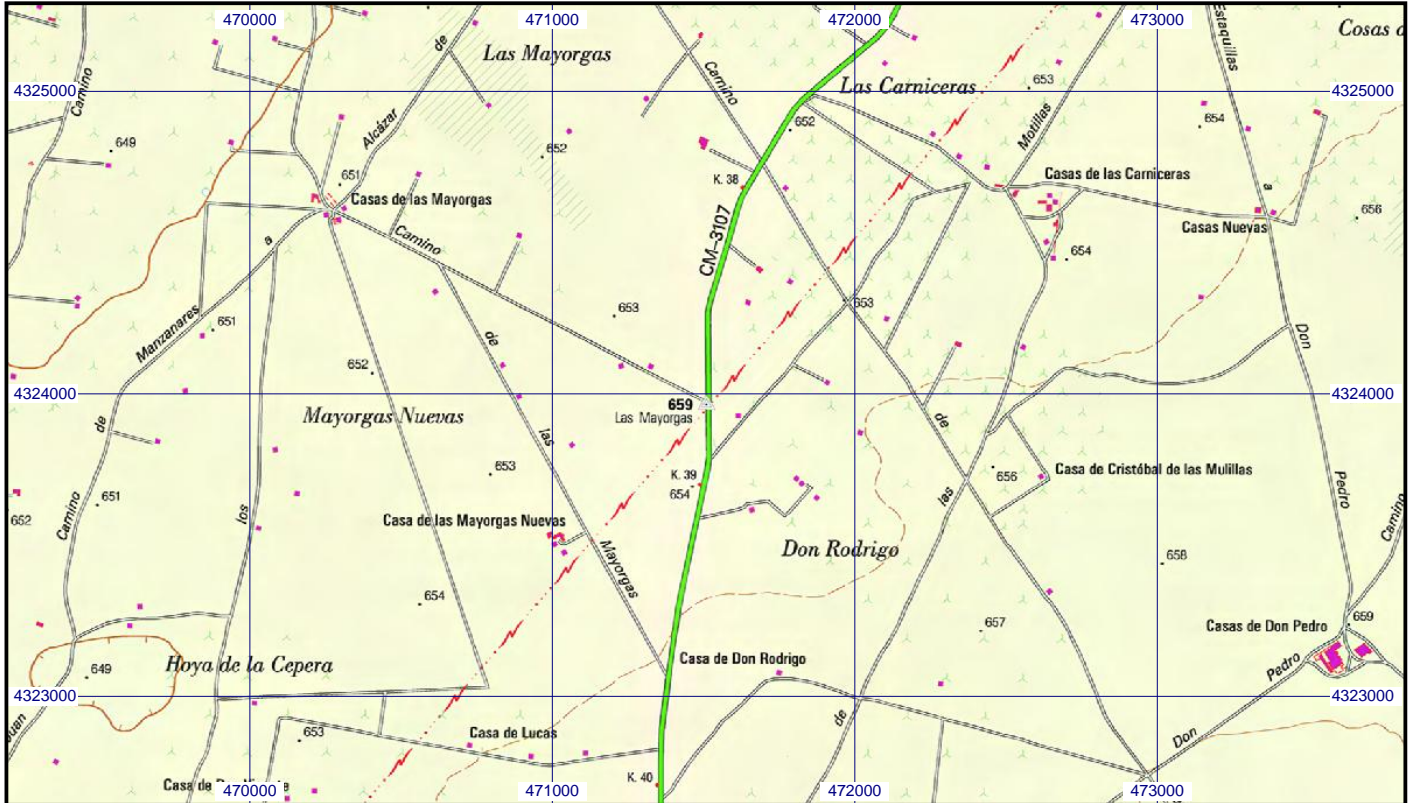 470000
471000
472000
473000
Estaquillas
Las Mayorgas
de
Camino
Cosas
4325000
Camino
Las Carniceras
653
4325000
Alcázar
Motillas
654
649
652
652
651
K. 38
Casas de las Carniceras
Casas de las Mayorgas
a
656
Casas Nuevas
Camino
a
CM-3107
654
653
653
Manzanares
651
de
Don
652
4324000
4324000
659
Las Mayorgas
Mayorgas Nuevas
de
de
las
653
656
Casa de Cristóbal de las Mulillas
K. 39
654
651
las
Pedro
652
Camino
los
Casa de las Mayorgas Nuevas
Camino
Don Rodrigo
Mayorgas
658
654
657
659
Casas de Don Pedro
649
Hoya de la Cepera
Casa de Don Rodrigo
Pedro
4323000
4323000
de
653
Casa de Lucas
Don
K. 40
Casa de
470000
471000
472000
473000